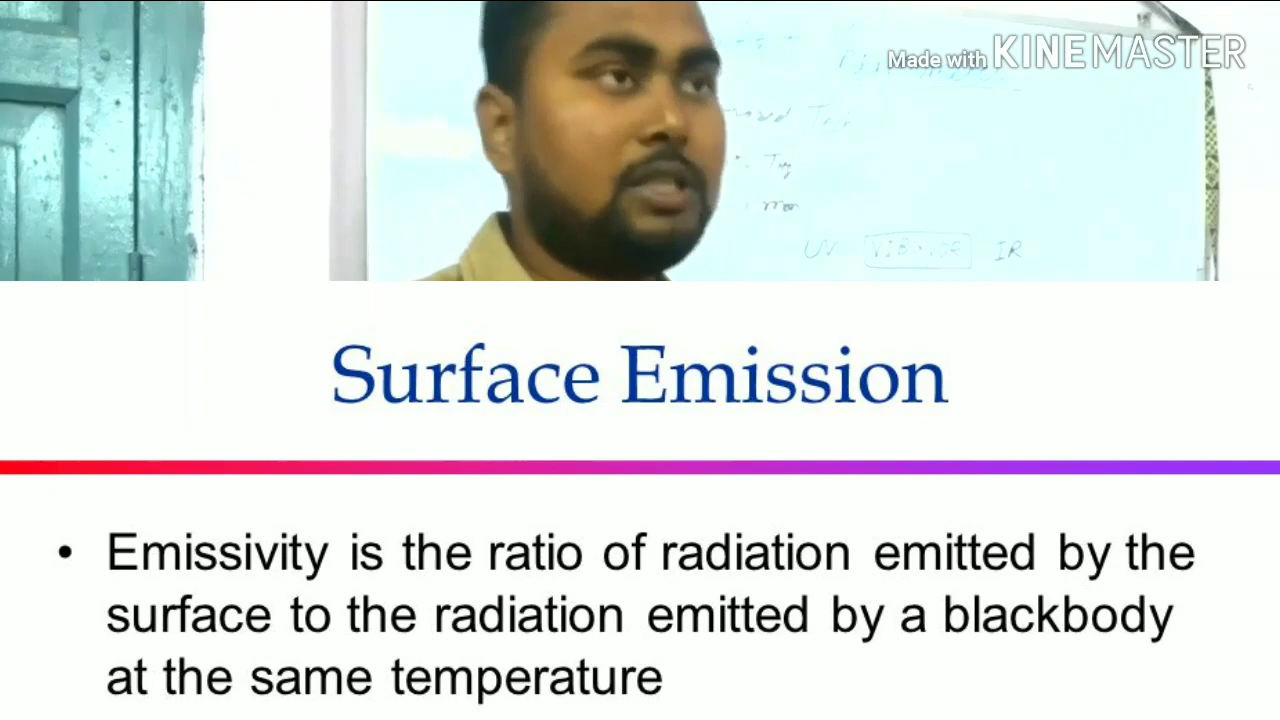 Made with KINEMASTER
UV VIBGYOR IR
Surface Emission
• Emissivity is the ratio of radiation emitted by the
surface to the radiation emitted by a blackbody
at the same temperature